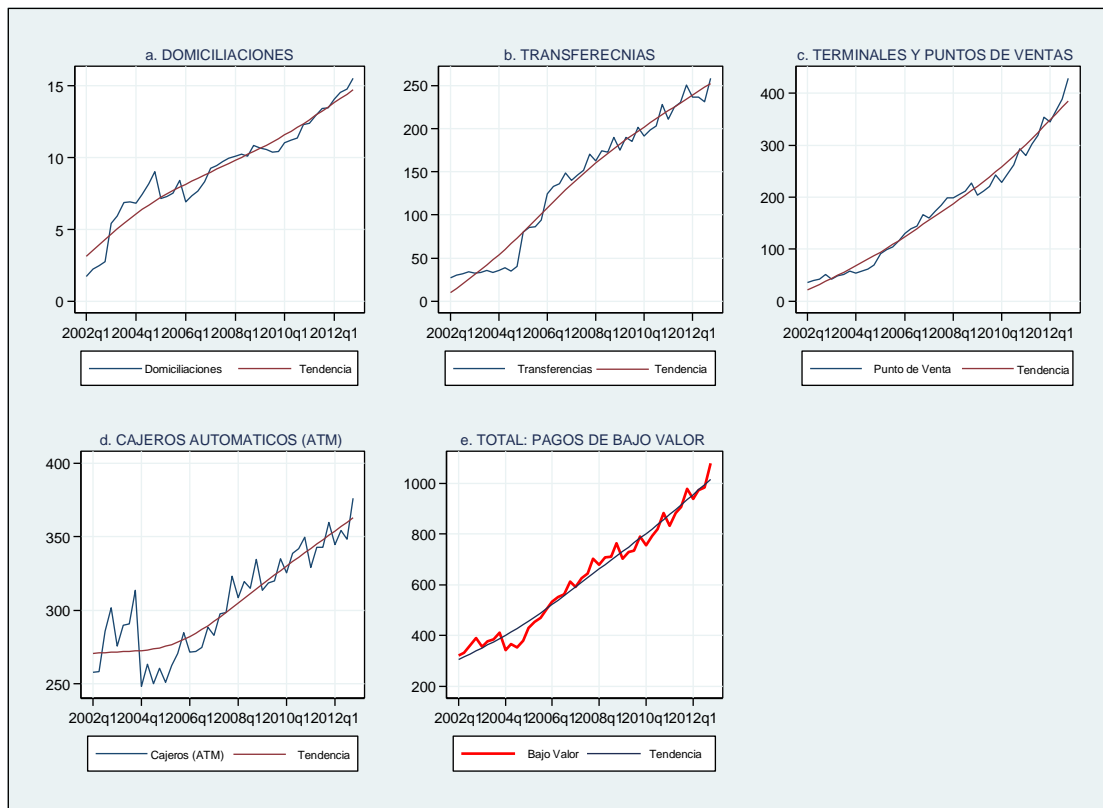 a. DOMICILIACIONES
15
10
5
0
2002q1 2004q1 2006q1 2008q1 2010q1 2012q1
Domiciliaciones Tendencia
b. TRANSFERECNIAS
250
200
150
100
50
0
2002q1 2004q1 2006q1 2008q1 2010q1 2012q1
Transferencias Tendencia
c. TERMINALES Y PUNTOS DE VENTAS
400
300
200
100
0
2002q1 2004q1 2006q1 2008q1 2010q1 2012q1
Punto de Venta Tendencia
d. CAJEROS AUTOMATICOS (ATM)
400
350
300
250
2002q1 2004q1 2006q1 2008q1 2010q1 2012q1
Cajeros (ATM) Tendencia
e. TOTAL: PAGOS DE BAJO VALOR
1000
800
600
400
200
2002q1 2004q1 2006q1 2008q1 2010q1 2012q1
Bajo Valor Tendencia